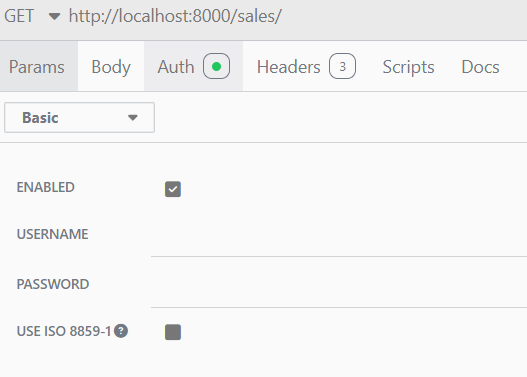 GET http://localhost:8000/sales/
Params Body Auth Headers 3 Scripts Docs
Basic
ENABLED
USERNAME
PASSWORD
USE ISO 8859-1 ?